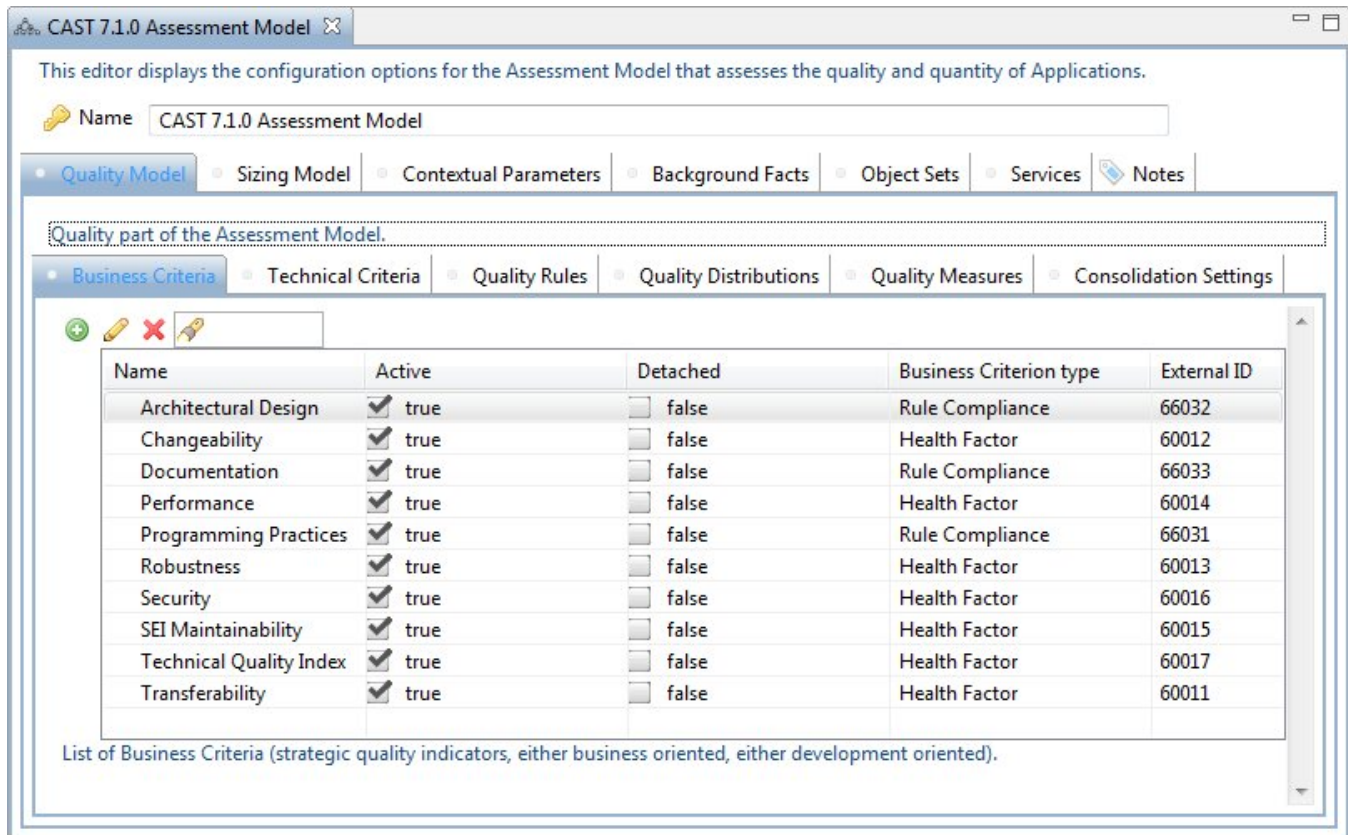 CAST 7.1.0 Assessment Model
This editor displays the configuration options for the Assessment Model that assesses the quality and quantity of Applications.
Name CAST 7.1.0 Assessment Model
Quality Model Sizing Model Contextual Parameters Background Facts Object Sets Services Notes
Quality part of the Assessment Model.
Business Criteria Technical Criteria Quality Rules Quality Distributions Quality Measures Consolidation Settings
Name Active Detached Business Criterion type External ID
Architectural Design true false Rule Compliance 66032
Changeability true false Health Factor 60012
Documentation true false Rule Compliance 66033
Performance true false Health Factor 60014
Programming Practices true false Rule Compliance 66031
Robustness true false Health Factor 60013
Security true false Health Factor 60016
SEI Maintainability true false Health Factor 60015
Technical Quality Index true false Health Factor 60017
Transferability true false Health Factor 60011
List of Business Criteria (strategic quality indicators, either business oriented, either development oriented).